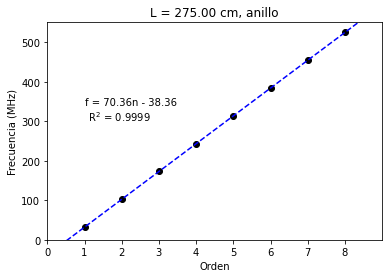 L = 275.00 cm, anillo
500
400
f = 70.36n - 38.36
R² = 0.9999
300
200
100
0
Frecuencia (MHz)
0 1 2 3 4 5 6 7 8
Orden